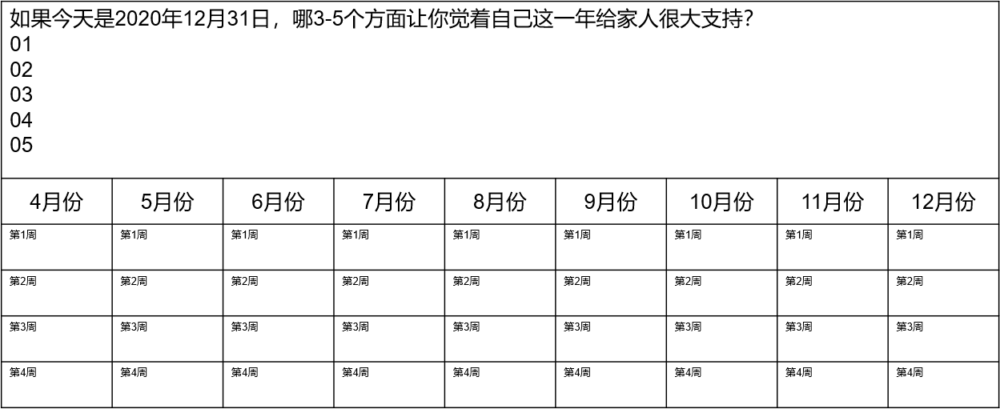 如果今天是2020年12月31日，哪3-5个方面让你觉着自己这一年给家人很大支持？
01
02
03
04
05
4月份 5月份 6月份 7月份 8月份 9月份 10月份 11月份 12月份
第1周 第1周 第1周 第1周 第1周 第1周 第1周 第1周 第1周
第2周 第2周 第2周 第2周 第2周 第2周 第2周 第2周 第2周
第3周 第3周 第3周 第3周 第3周 第3周 第3周 第3周 第3周
第4周 第4周 第4周 第4周 第4周 第4周 第4周 第4周 第4周